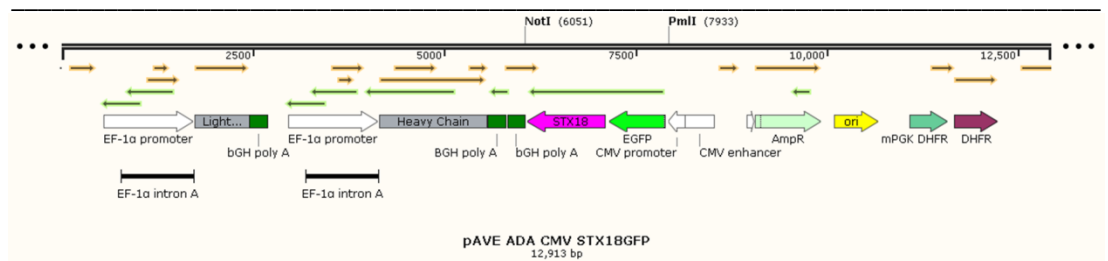 NotI (6051) PmlI (7933)
2500 5000 7500 10,000 12,500
Light... Heavy Chain STX18 ori
EF-1α promoter EF-1α promoter EGFP AmpR mPGK DHFR DHFR
bGH poly A BGH poly A bGH poly A CMV promoter CMV enhancer
EF-1α intron A EF-1α intron A
pAVE ADA CMV STX18GFP
12,913 bp